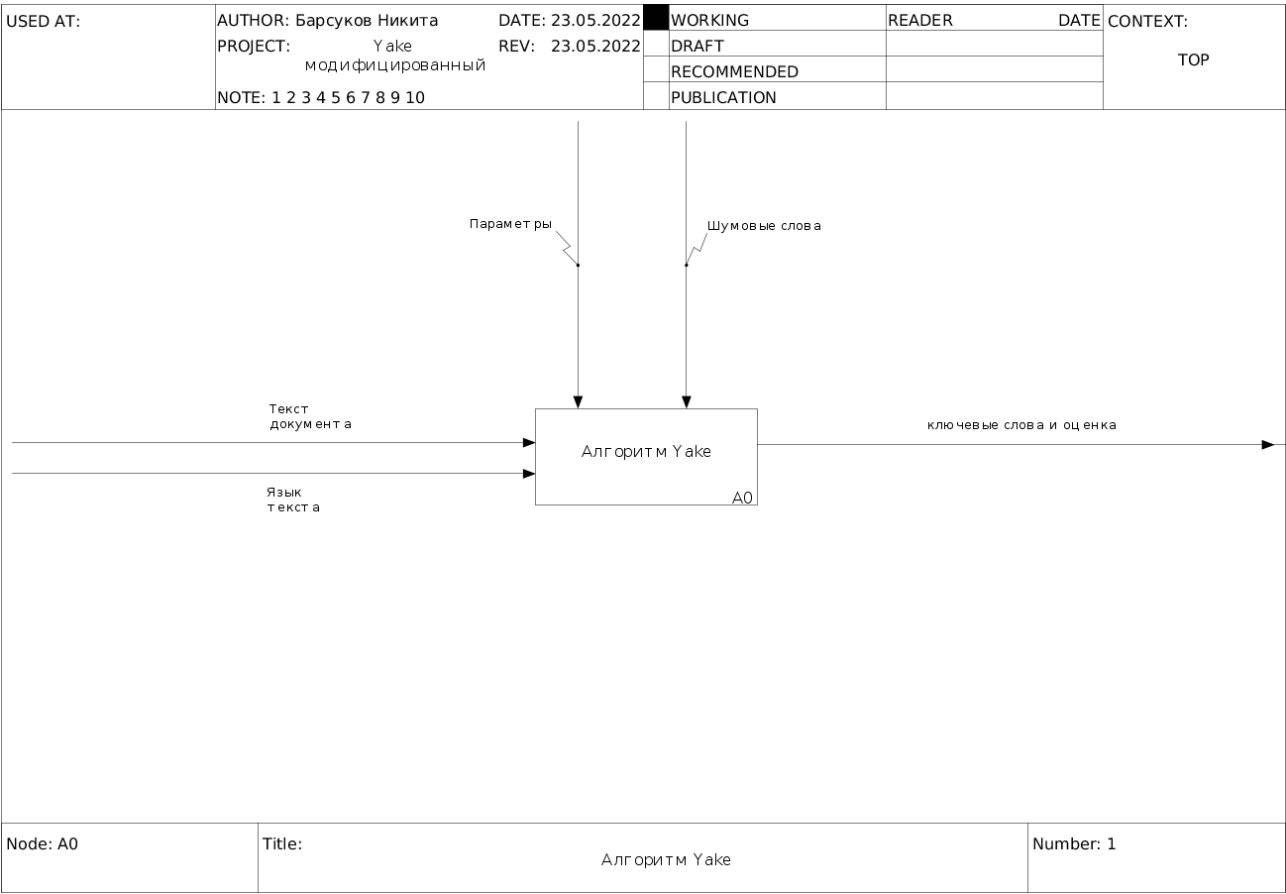 USED AT:
AUTHOR: Барсуков Никита
DATE: 23.05.2022
PROJECT: Yake
модифицированный
REV: 23.05.2022
NOTE: 1 2 3 4 5 6 7 8 9 10
WORKING
DRAFT
RECOMMENDED
PUBLICATION
READER DATE
CONTEXT:
TOP
Параметры
Шумовые слова
Текст
документа
Язык
текста
Алгоритм Yake
A0
ключевые слова и оценка
Node: A0
Title:
Алгоритм Yake
Number: 1